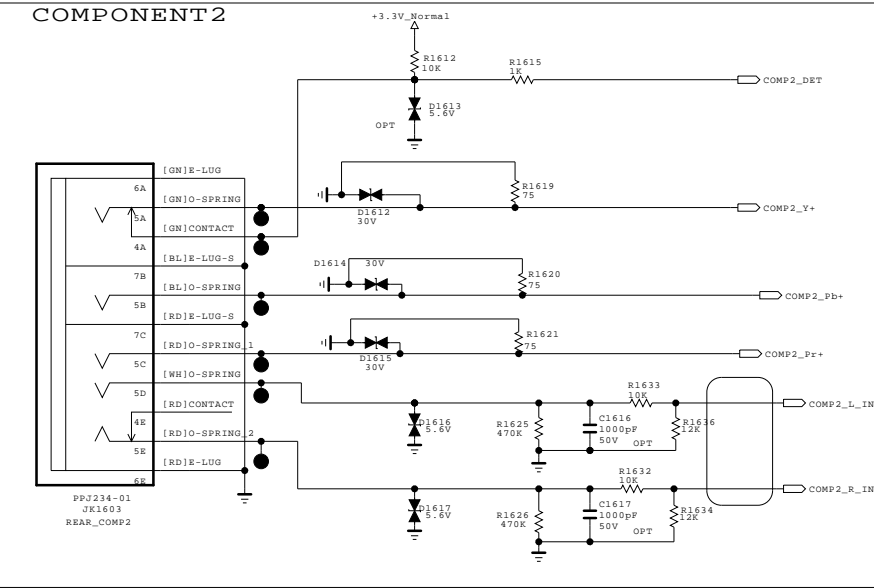 COMPONENT2
+3.3V_Normal
R1612
10K
R1615
1K
COMP2_DET
D1613
5.6V
OPT
[GN]E-LUG
6A
[GN]O-SPRING
5A
[GN]CONTACT
4A
[BL]E-LUG-S
7B
[BL]O-SPRING
5B
[RD]E-LUG-S
7C
[RD]O-SPRING_1
5C
[WH]O-SPRING
5D
[RD]CONTACT
4E
[RD]O-SPRING_2
5E
[RD]E-LUG
6E
PPJ234-01
JK1603
REAR_COMP2
D1612
30V
R1619
75
COMP2_Y+
D1614
30V
R1620
75
COMP2_Pb+
D1615
30V
R1621
75
COMP2_Pr+
D1616
5.6V
R1625
470K
C1616
1000pF
50V
OPT
R1633
10K
R1636
12K
COMP2_L_IN
D1617
5.6V
R1626
470K
C1617
1000pF
50V
OPT
R1632
10K
R1634
12K
COMP2_R_IN